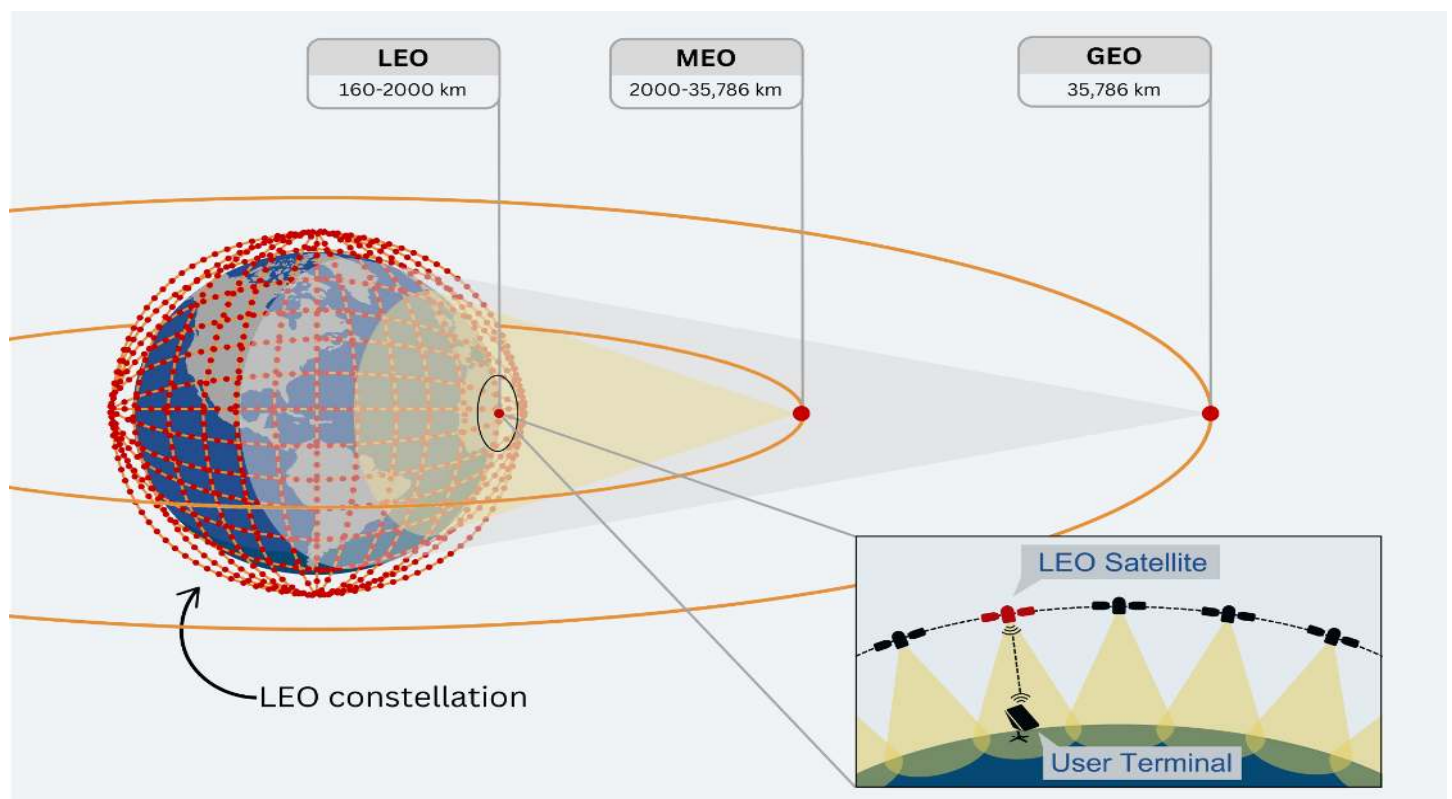 LEO
160-2000 km
MEO
2000-35,786 km
GEO
35,786 km
LEO constellation
LEO Satellite
User Terminal